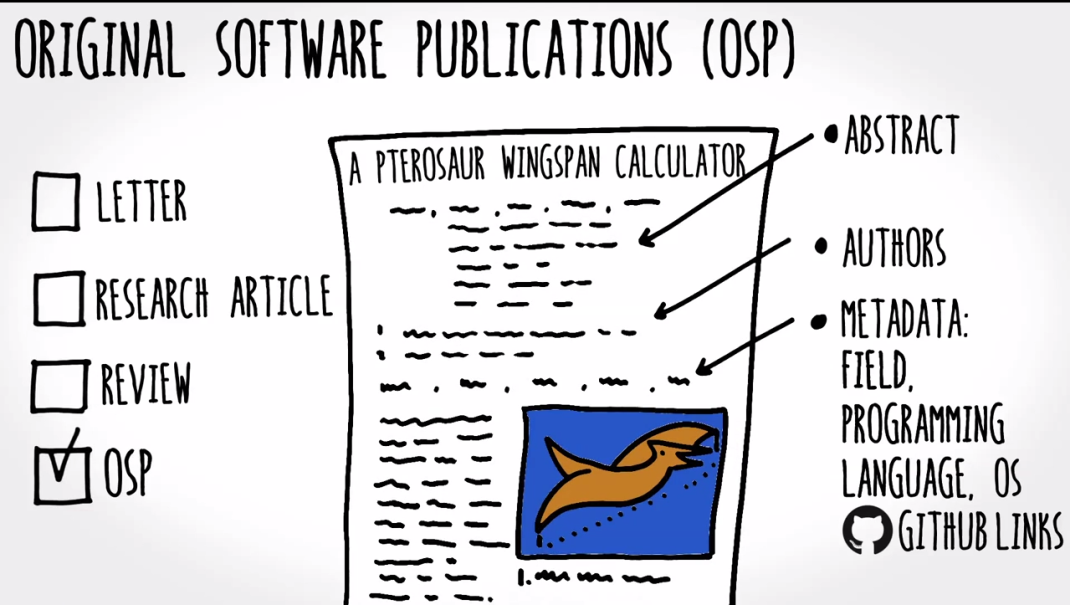 ORIGINAL SOFTWARE PUBLICATIONS (OSP)
LETTER
RESEARCH ARTICLE
REVIEW
OSP
A PTEROSAUR WINGSPAN CALCULATOR
1.
• ABSTRACT
• AUTHORS
• METADATA:
FIELD,
PROGRAMMING
LANGUAGE, OS
GITHUB LINKS